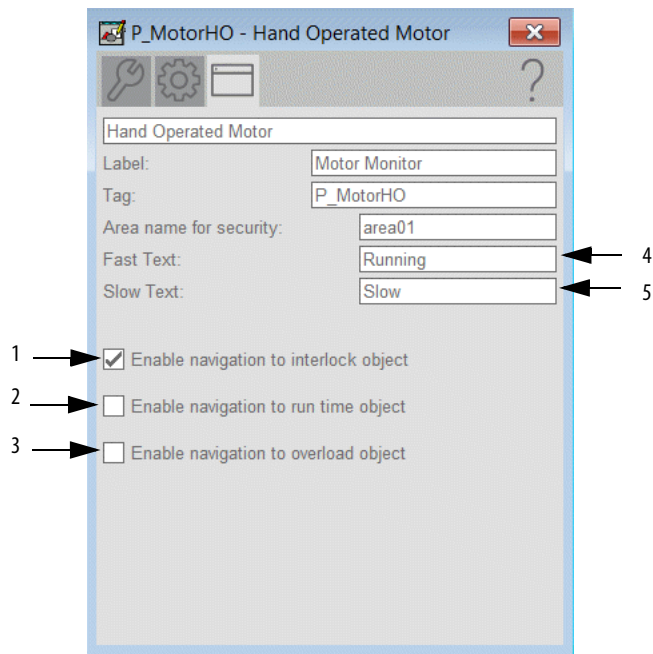 P_MotorHO - Hand Operated Motor
?
Hand Operated Motor
Label: Motor Monitor
Tag: P_MotorHO
Area name for security: area01
Fast Text: Running 4
Slow Text: Slow 5
1 Enable navigation to interlock object
2 Enable navigation to run time object
3 Enable navigation to overload object